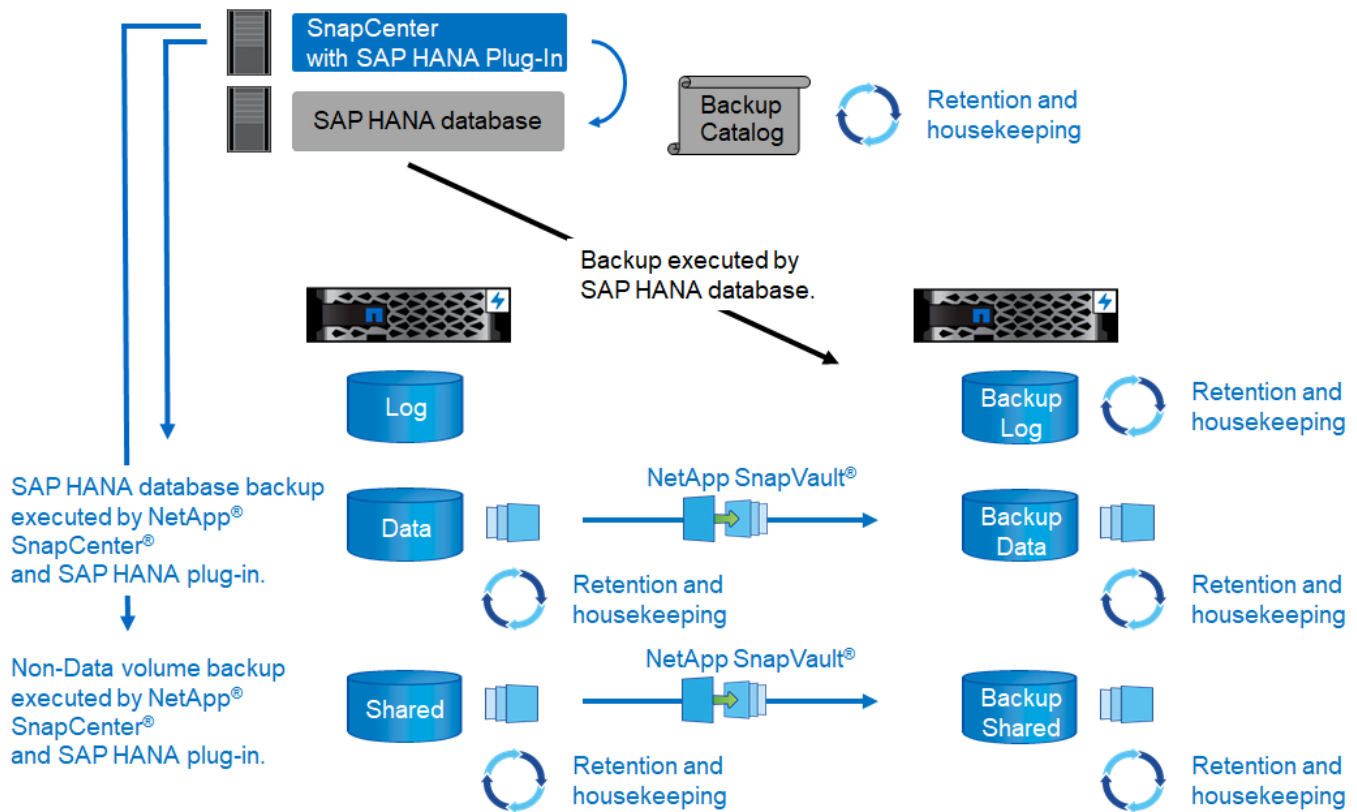 SnapCenter
with SAP HANA Plug-In
SAP HANA database
Backup
Catalog
Retention and
housekeeping
Backup executed by
SAP HANA database.
Log
Backup
Log
Retention and
housekeeping
SAP HANA database backup
executed by NetApp®
SnapCenter®
and SAP HANA plug-in.
Data
NetApp SnapVault®
Backup
Data
Retention and
housekeeping
Retention and
housekeeping
Non-Data volume backup
executed by NetApp®
SnapCenter®
and SAP HANA plug-in.
Shared
NetApp SnapVault®
Backup
Shared
Retention and
housekeeping
Retention and
housekeeping